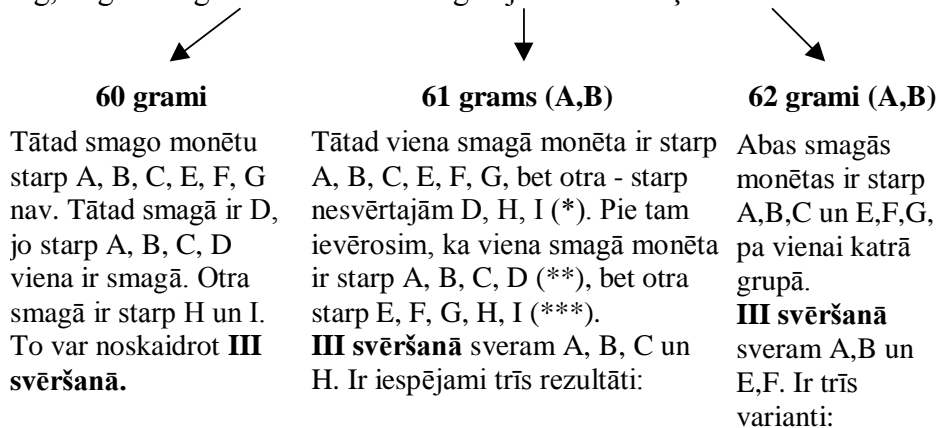 60 grami
Tātad smago monētu
starp A, B, C, E, F, G
nav. Tātad smagā ir D,
jo starp A, B, C, D
viena ir smagā. Otra
smagā ir starp H un I.
To var noskaidrot III
svēršanā.
61 grams (A,B)
Tātad viena smagā monēta ir starp
A, B, C, E, F, G, bet otra - starp
nesvērtajām D, H, I (*). Pie tam
ievērosim, ka viena smagā monēta
ir starp A, B, C, D (**), bet otra
starp E, F, G, H, I (***).
III svēršanā sveram A, B, C un
H. Ir iespējami trīs rezultāti:
62 grami (A,B)
Abas smagās
monētas ir starp
A,B,C un E,F,G,
pa vienai katrā
grupā.
III svēršanā
sveram A,B un
E,F. Ir trīs
varianti: